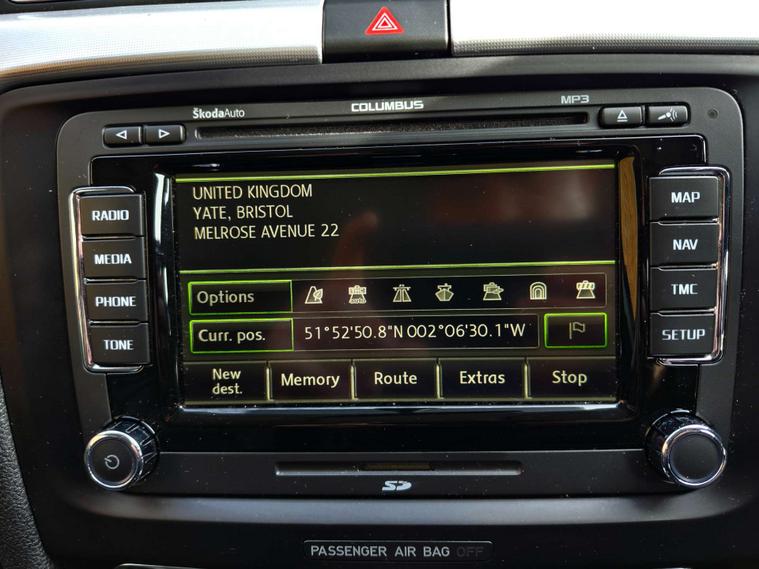 ŠkodaAuto
COLUMBUS
MP3
RADIO
MEDIA
PHONE
TONE
UNITED KINGDOM
YATE, BRISTOL
MELROSE AVENUE 22
Options
Curr. pos.
51°52'50.8"N 002°06'30.1"W
New
dest.
Memory
Route
Extras
Stop
MAP
NAV
TMC
SETUP
SD
PASSENGER AIR BAG OFF